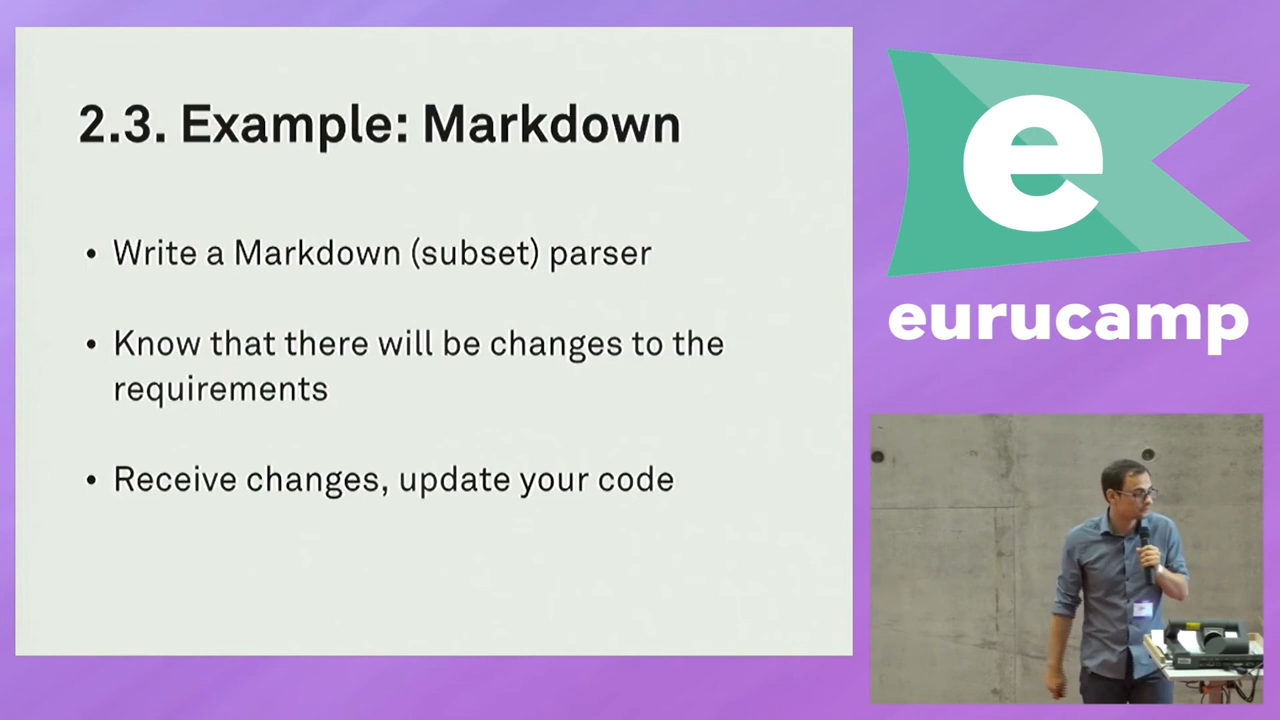 2.3. Example: Markdown
• Write a Markdown (subset) parser
• Know that there will be changes to the
requirements
• Receive changes, update your code
e
eurucamp